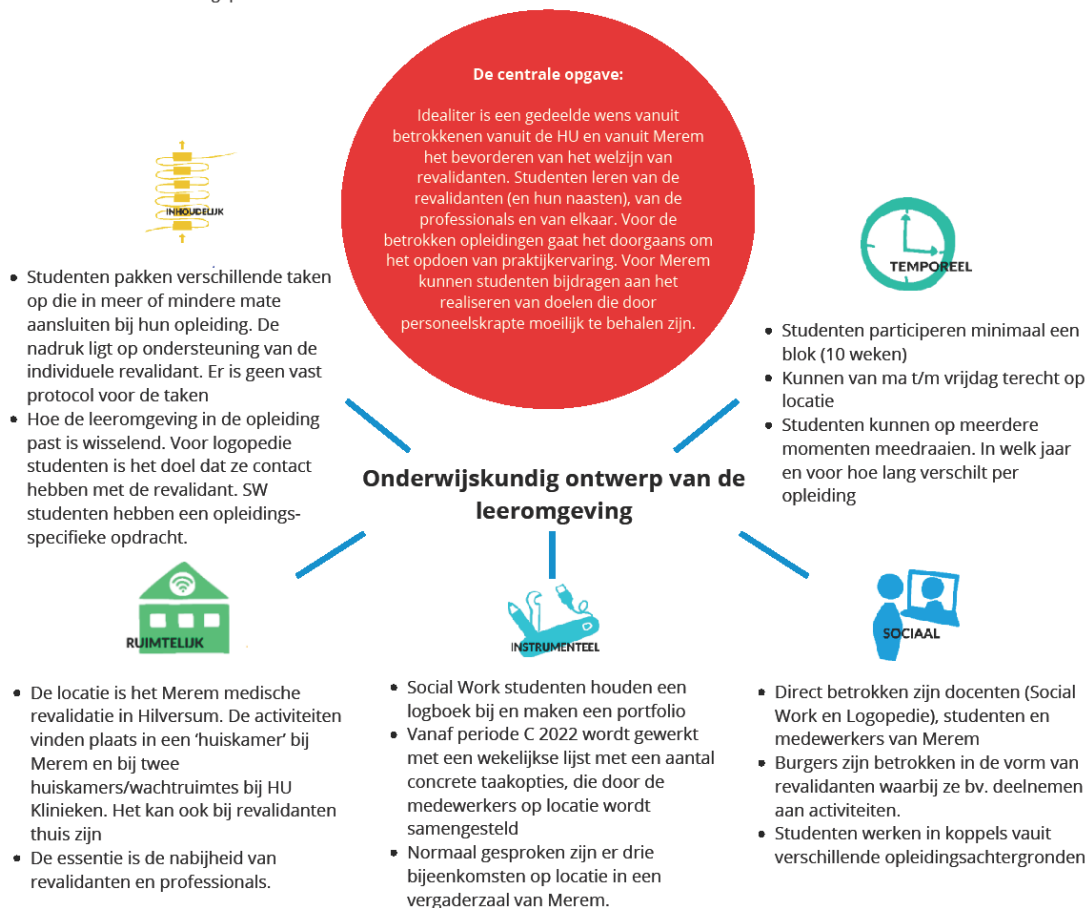 De centrale opgave:
Idealiter is een gedeelde wens vanuit
betrokkenen vanuit de HU en vanuit Merem
het bevorderen van het welzijn van
revalidanten. Studenten leren van de
revalidanten (en hun naasten), van de
professionals en van elkaar. Voor de
betrokken opleidingen gaat het doorgaans om
het opdoen van praktijkervaring. Voor Merem
kunnen studenten bijdragen aan het
realiseren van doelen die door
personeelskrapte moeilijk te behalen zijn.
INHOUDELIJK
• Studenten pakken verschillende taken
op die in meer of mindere mate
aansluiten bij hun opleiding. De
nadruk ligt op ondersteuning van de
individuele revalidant. Er is geen vast
protocol voor de taken
• Hoe de leeromgeving in de opleiding
past is wisselend. Voor logopedie
studenten is het doel dat ze contact
hebben met de revalidant. SW
studenten hebben een opleidings-
specifieke opdracht.
TEMPOREEL
• Studenten participeren minimaal een
blok (10 weken)
• Kunnen van ma t/m vrijdag terecht op
locatie
• Studenten kunnen op meerdere
momenten meedraaien. In welk jaar
en voor hoe lang verschilt per
opleiding
Onderwijskundig ontwerp van de
leeromgeving
RUIMTELIJK
• De locatie is het Merem medische
revalidatie in Hilversum. De activiteiten
vinden plaats in een ‘huiskamer’ bij
Merem en bij twee
huiskamers/wachtruimtes bij HU
Klinieken. Het kan ook bij revalidanten
thuis zijn
• De essentie is de nabijheid van
revalidanten en professionals.
INSTRUMENTEEL
• Social Work studenten houden een
logboek bij en maken een portfolio
• Vanaf periode C 2022 wordt gewerkt
met een wekelijkse lijst met een aantal
concrete taakopties, die door de
medewerkers op locatie wordt
samengesteld
• Normaal gesproken zijn er drie
bijeenkomsten op locatie in een
vergaderzaal van Merem.
SOCIAAL
• Direct betrokken zijn docenten (Social
Work en Logopedie), studenten en
medewerkers van Merem
• Burgers zijn betrokken in de vorm van
revalidanten waarbij ze bv. deelnemen
aan activiteiten.
• Studenten werken in koppels vauit
verschillende opleidingsachtergronden